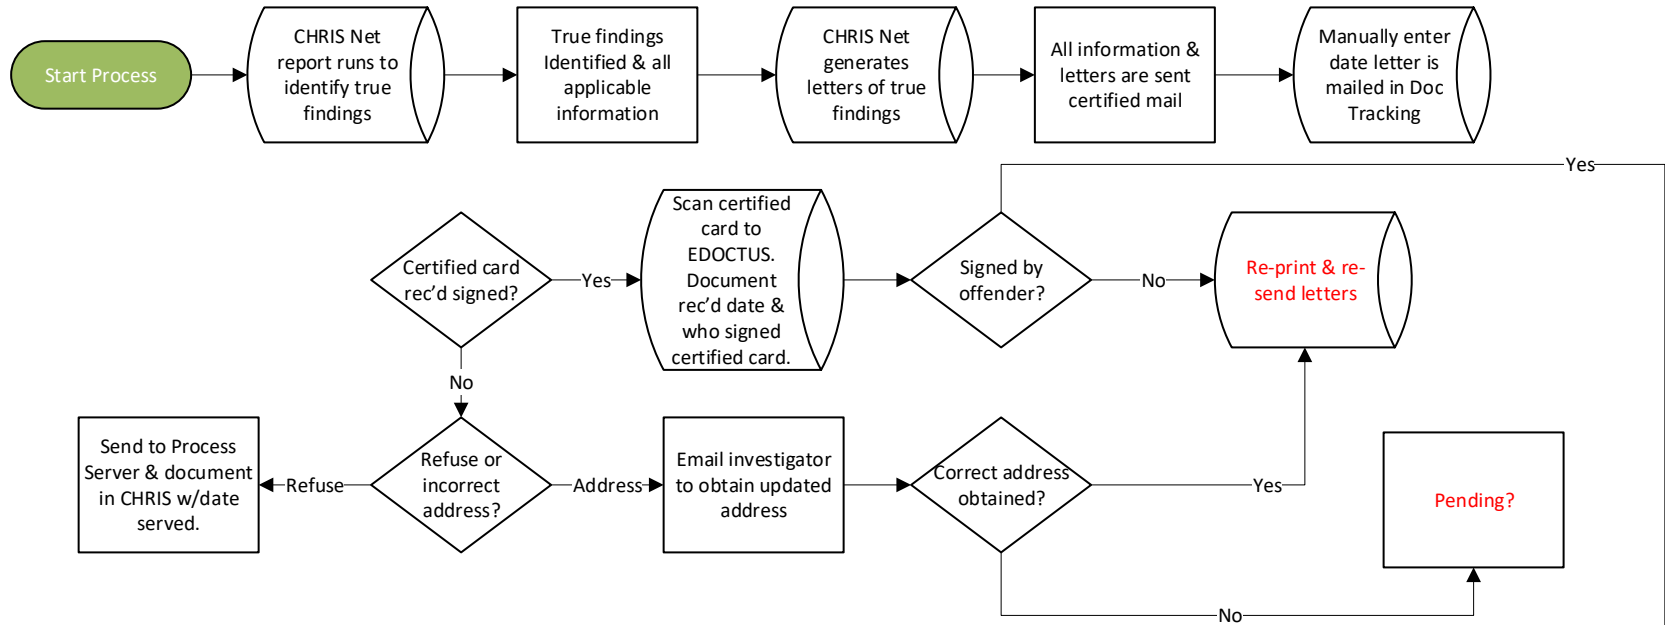 Start Process
CHRIS Net
report runs to
identify true
findings
True findings
Identified & all
applicable
information
CHRIS Net
generates
letters of true
findings
All information &
letters are sent
certified mail
Manually enter
date letter is
mailed in Doc
Tracking
Yes
Certified card
rec’d signed?
Yes
Scan certified
card to
EDOCTUS.
Document
rec’d date &
who signed
certified card.
Signed by
offender?
No
Re-print & re-
send letters
No
Send to Process
Server & document
in CHRIS w/date
served.
Refuse
Refuse or
incorrect
address?
Address
Email investigator
to obtain updated
address
Correct address
obtained?
Yes
Pending?
No